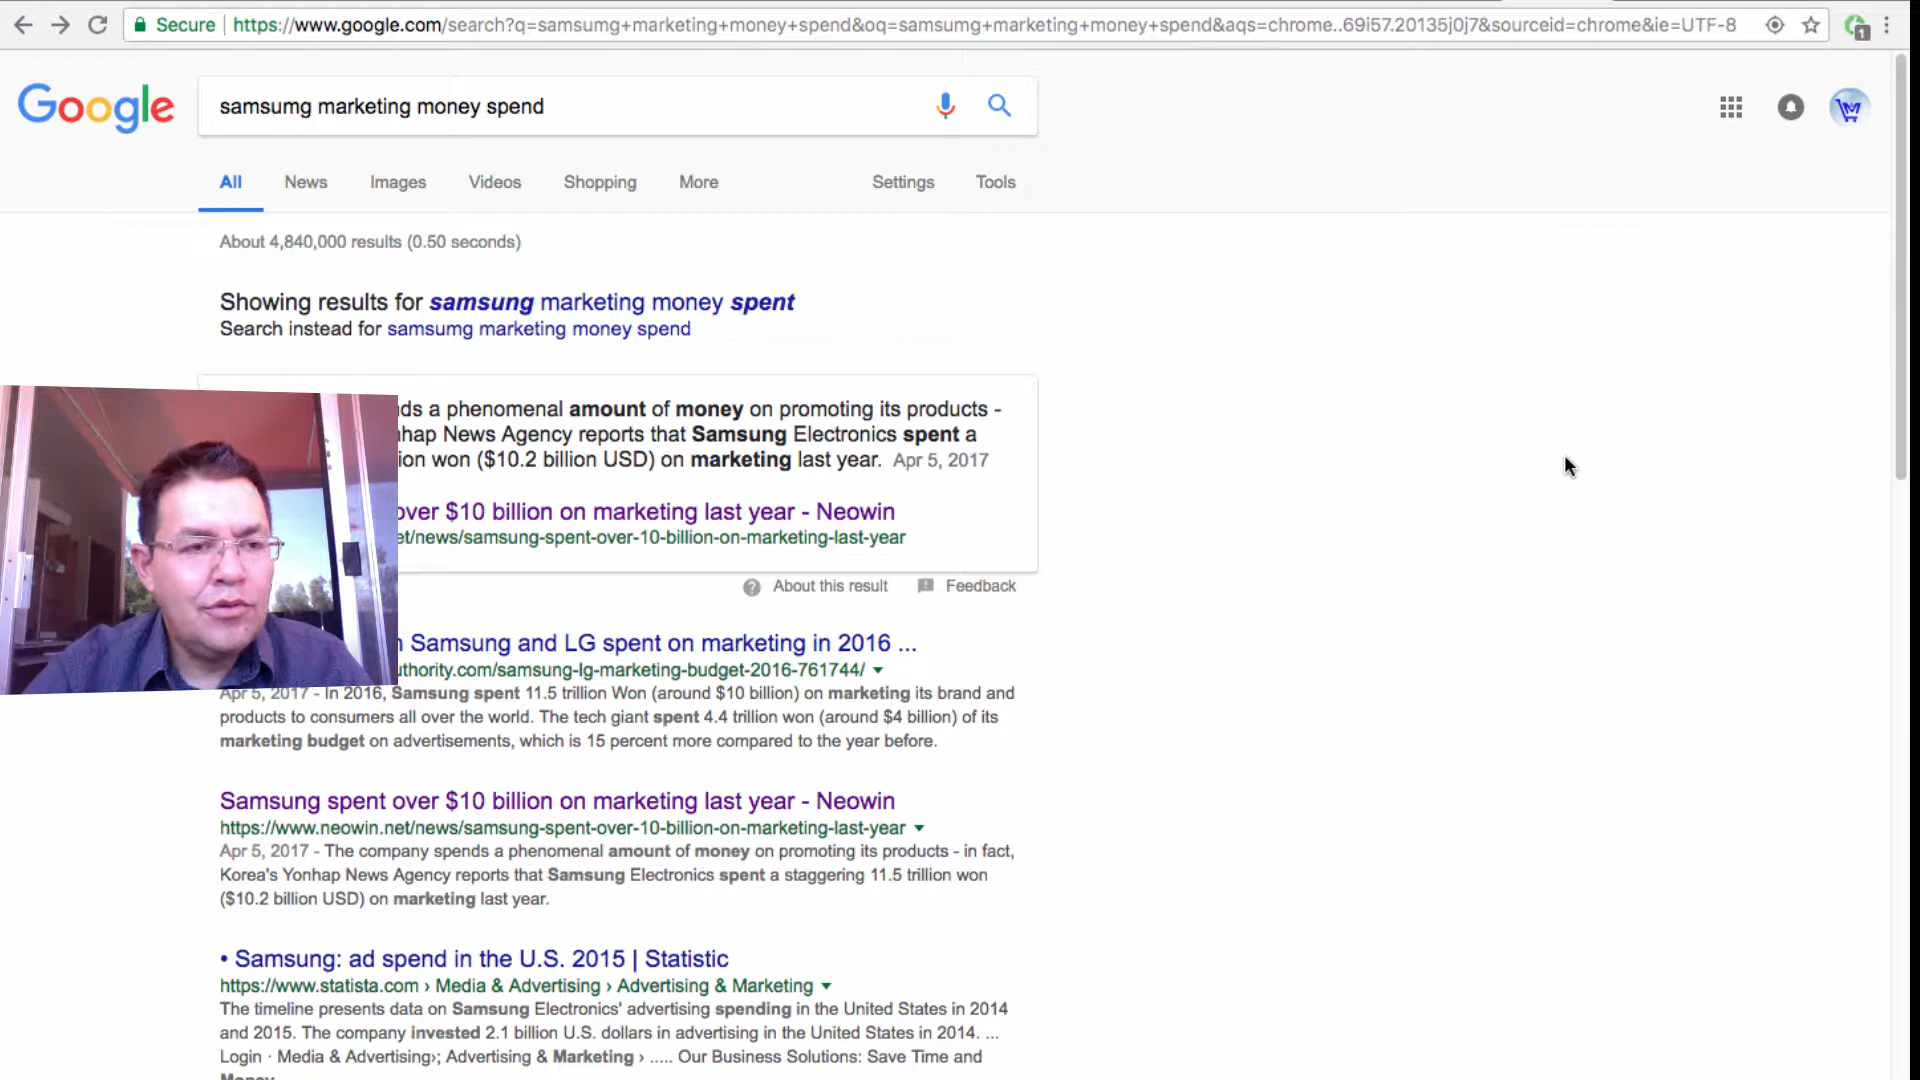 Secure https://www.google.com/search?q=samsumg+marketing+money+spend&oq=samsumg+marketing+money+spend&aqs=chrome..69i57.20135j0j7&sourceid=chrome&ie=UTF-8
1
Google samsumg marketing money spend
All News Images Videos Shopping More Settings Tools
About 4,840,000 results (0.50 seconds)
Showing results for samsung marketing money spent
Search instead for samsumg marketing money spend
ds a phenomenal amount of money on promoting its products -
hap News Agency reports that Samsung Electronics spent a
ion won ($10.2 billion USD) on marketing last year. Apr 5, 2017
over $10 billion on marketing last year - Neowin
et/news/samsung-spent-over-10-billion-on-marketing-last-year
About this result Feedback
Samsung and LG spent on marketing in 2016 ...
uthority.com/samsung-lg-marketing-budget-2016-761744/
Apr 5, 2017 - In 2016, Samsung spent 11.5 trillion Won (around $10 billion) on marketing its brand and
products to consumers all over the world. The tech giant spent 4.4 trillion won (around $4 billion) of its
marketing budget on advertisements, which is 15 percent more compared to the year before.
Samsung spent over $10 billion on marketing last year - Neowin
https://www.neowin.net/news/samsung-spent-over-10-billion-on-marketing-last-year
Apr 5, 2017 - The company spends a phenomenal amount of money on promoting its products - in fact,
Korea's Yonhap News Agency reports that Samsung Electronics spent a staggering 11.5 trillion won
($10.2 billion USD) on marketing last year.
• Samsung: ad spend in the U.S. 2015 | Statistic
https://www.statista.com › Media & Advertising › Advertising & Marketing
The timeline presents data on Samsung Electronics' advertising spending in the United States in 2014
and 2015. The company invested 2.1 billion U.S. dollars in advertising in the United States in 2014. ...
Login · Media & Advertising›; Advertising & Marketing › ..... Our Business Solutions: Save Time and
Money